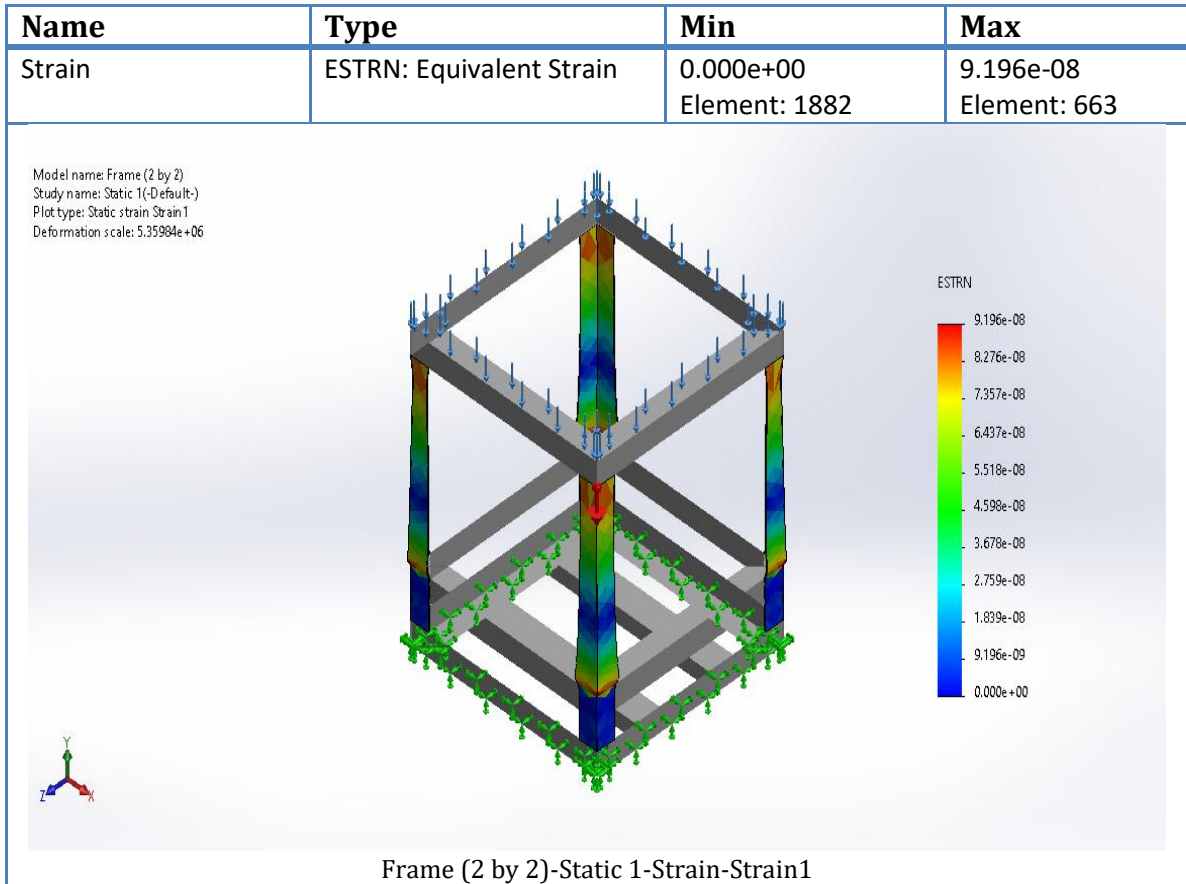 Name Type Min Max
Strain ESTRN: Equivalent Strain 0.000e+00 9.196e-08
Element: 1882 Element: 663
Model name: Frame (2 by 2)
Study name: Static 1(-Default-)
Plot type: Static strain Strain1
Deformation scale: 5.35984e+06
ESTRN
9.196e-08
8.276e-08
7.357e-08
6.437e-08
5.518e-08
4.598e-08
3.678e-08
2.759e-08
1.839e-08
9.196e-09
0.000e+00
Y
Z X
Frame (2 by 2)-Static 1-Strain-Strain1